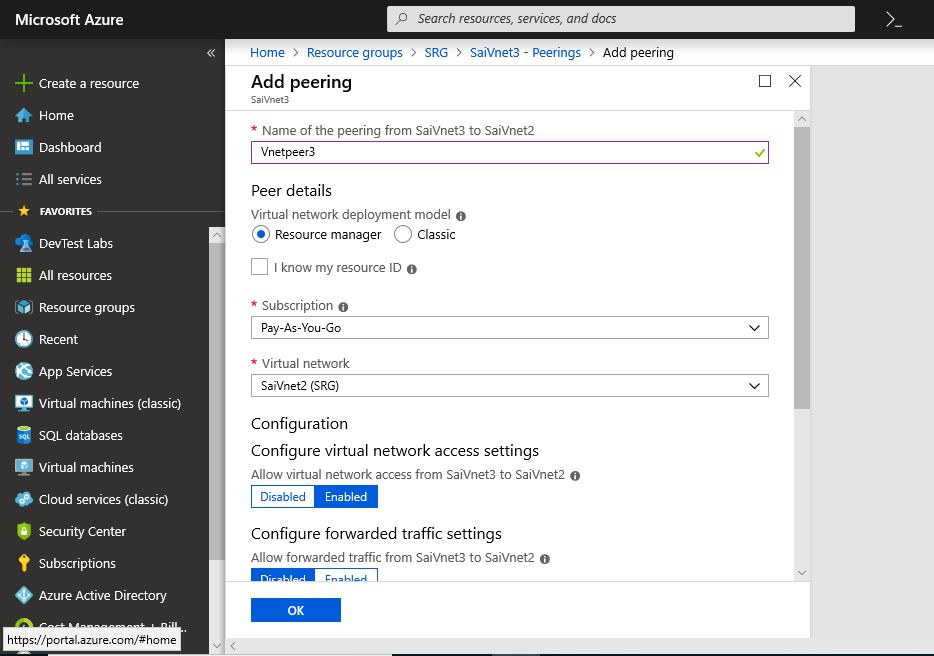 Microsoft Azure
Search resources, services, and docs
Create a resource
Home
Dashboard
All services
FAVORITES
DevTest Labs
All resources
Resource groups
Recent
App Services
Virtual machines (classic)
SQL databases
Virtual machines
Cloud services (classic)
Security Center
Subscriptions
Azure Active Directory
Cost Management + Bill...
https://portal.azure.com/#home
Home > Resource groups > SRG > SaiVnet3 - Peerings > Add peering
Add peering
SaiVnet3
* Name of the peering from SaiVnet3 to SaiVnet2
Vnetpeer3
Peer details
Virtual network deployment model
Resource manager Classic
I know my resource ID
* Subscription
Pay-As-You-Go
* Virtual network
SaiVnet2 (SRG)
Configuration
Configure virtual network access settings
Allow virtual network access from SaiVnet3 to SaiVnet2
Disabled Enabled
Configure forwarded traffic settings
Allow forwarded traffic from SaiVnet3 to SaiVnet2
Disabled Enabled
OK